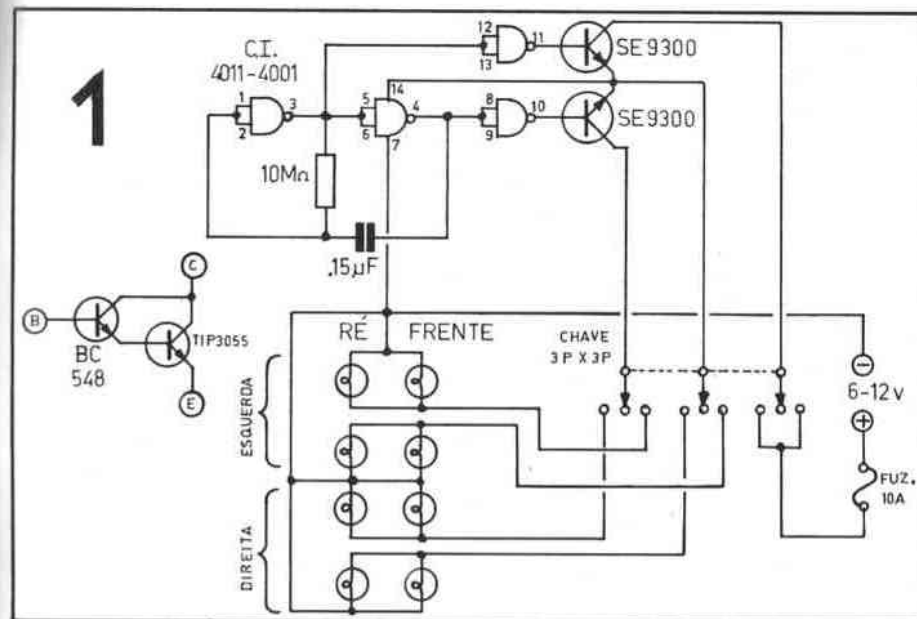 1
C.I.
4011-4001
1
2
3
5
6
14
4
7
12
13
11
8
9
10
SE9300
SE9300
10MΩ
.15µF
B
C
E
BC
548
TIP3055
RÉ FRENTE
ESQUERDA
DIREITA
CHAVE
3P X 3P
6-12v
FUZ.
10A